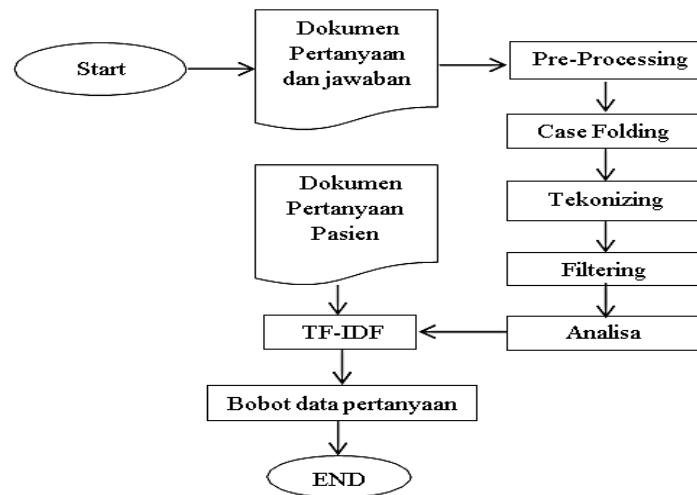 Start
Dokumen
Pertanyaan
dan jawaban
Pre-Processing
Case Folding
Tekonizing
Filtering
Analisa
Dokumen
Pertanyaan
Pasien
TF-IDF
Bobot data pertanyaan
END